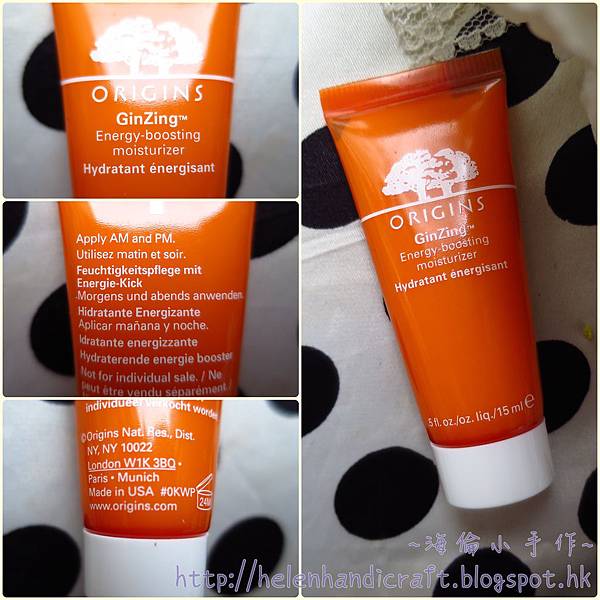 ORIGINS
GinZing™
Energy-boosting
moisturizer
Hydratant énergisant
Apply AM and PM.
Utilisez matin et soir.
Feuchtigkeitspflege mit
Energie-Kick
Morgens und abends anwenden.
Hidratante Energizante
Aplicar mañana y noche.
Idratante energizzante
Hydraterende energie booster
Not for individual sale. / Ne
peut être vendu séparément./
individueel verkocht worden
©Origins Nat. Res., Dist.
NY, NY 10022
London W1K 3BQ •
Paris • Munich
Made in USA #0KWP
www.origins.com
24M
ORIGINS
GinZing™
Energy-boosting
moisturizer
Hydratant énergisant
.5 fl.oz./oz. liq./15 ml e
~海倫小手作~
http://helenhandicraft.blogspot.hk